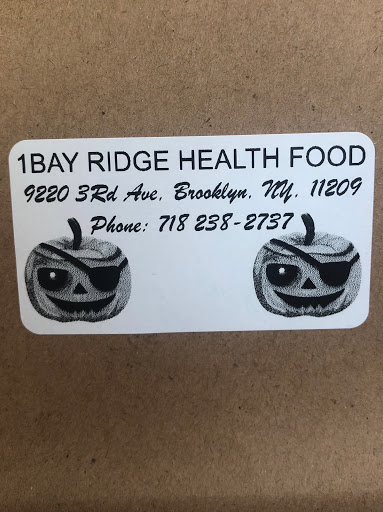 1BAY RIDGE HEALTH FOOD
9220 3Rd Ave, Brooklyn, NY, 11209
Phone: 718 238-2737